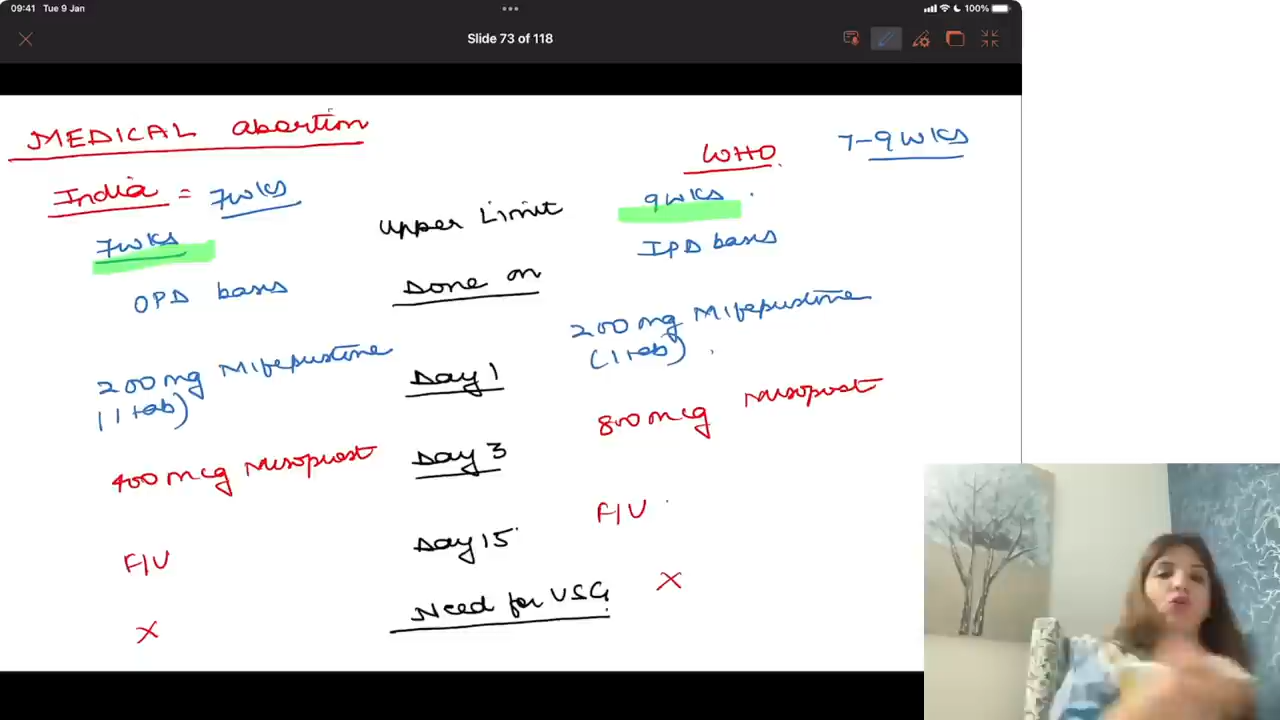 09:41 Tue 9 Jan
100%
Slide 73 of 118
MEDICAL abortion
WHO
7-9 wks
India = 7wks
Upper Limit
9 wks
7wks
IPD basis
OPD basis
Done on
200 mg Mifepristone
(1 tab)
200 mg Mifepristone
(1 tab)
Day 1
800 mcg Misoprost
400 mcg Misoprost
Day 3
F/U
Day 15
F/U
Need for USG
X
X